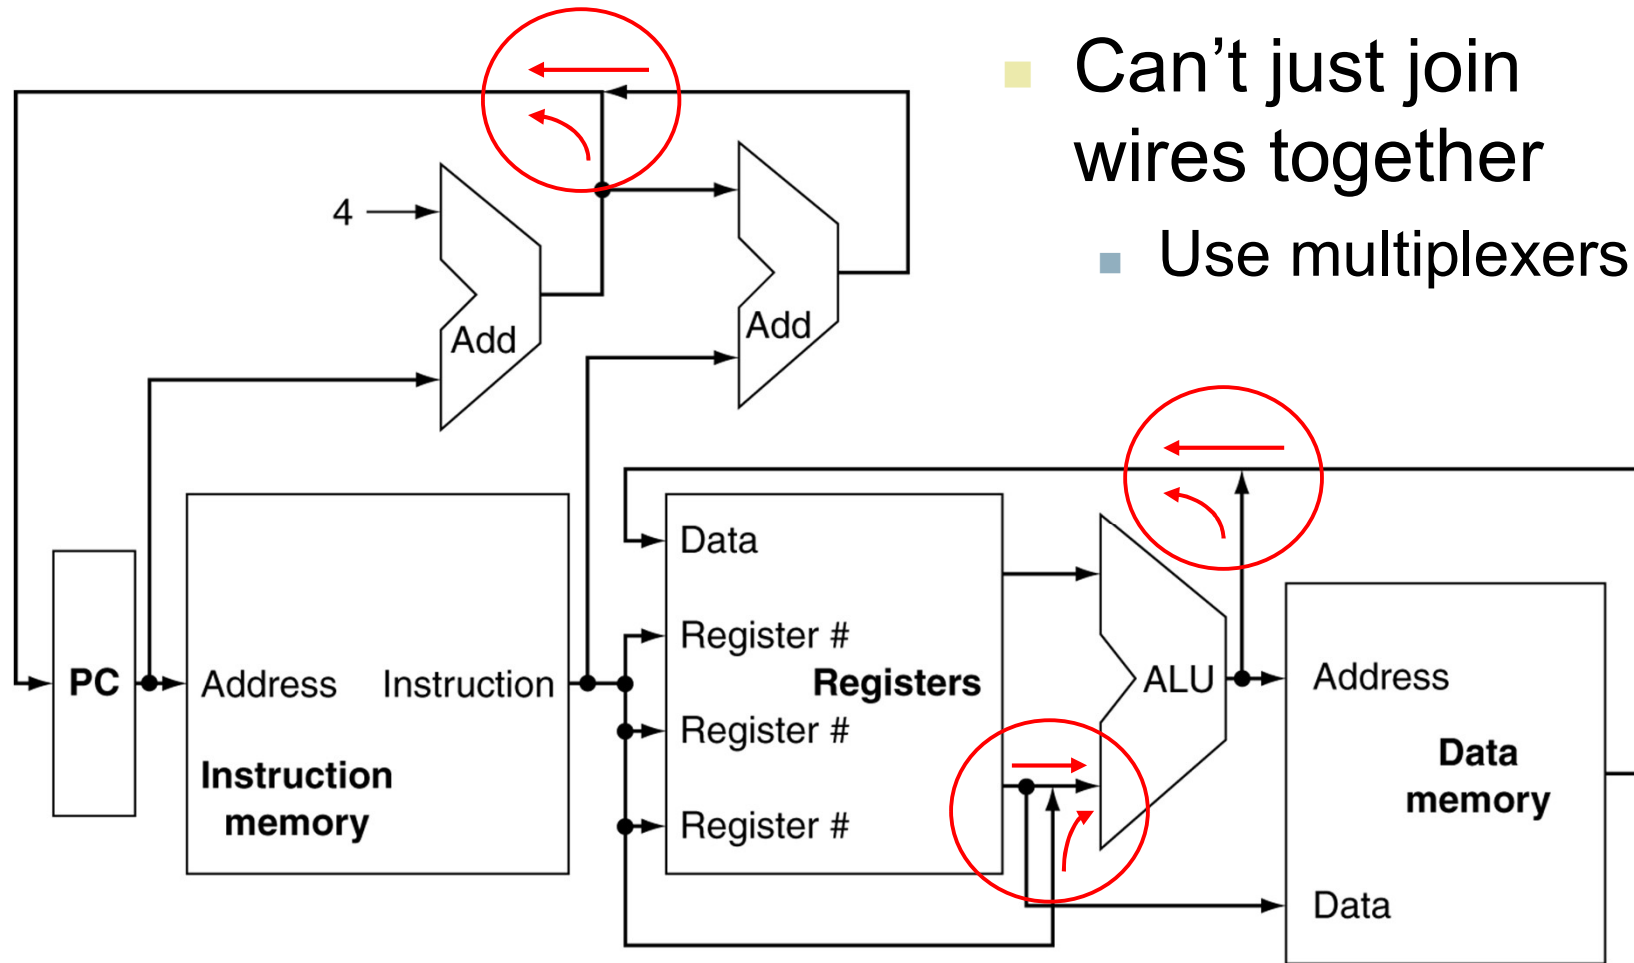 Can’t just join
wires together
Use multiplexers
4
Add
Add
Data
Register #
PC
Address
Instruction
Registers
ALU
Address
Register #
Instruction
memory
Data
memory
Register #
Data